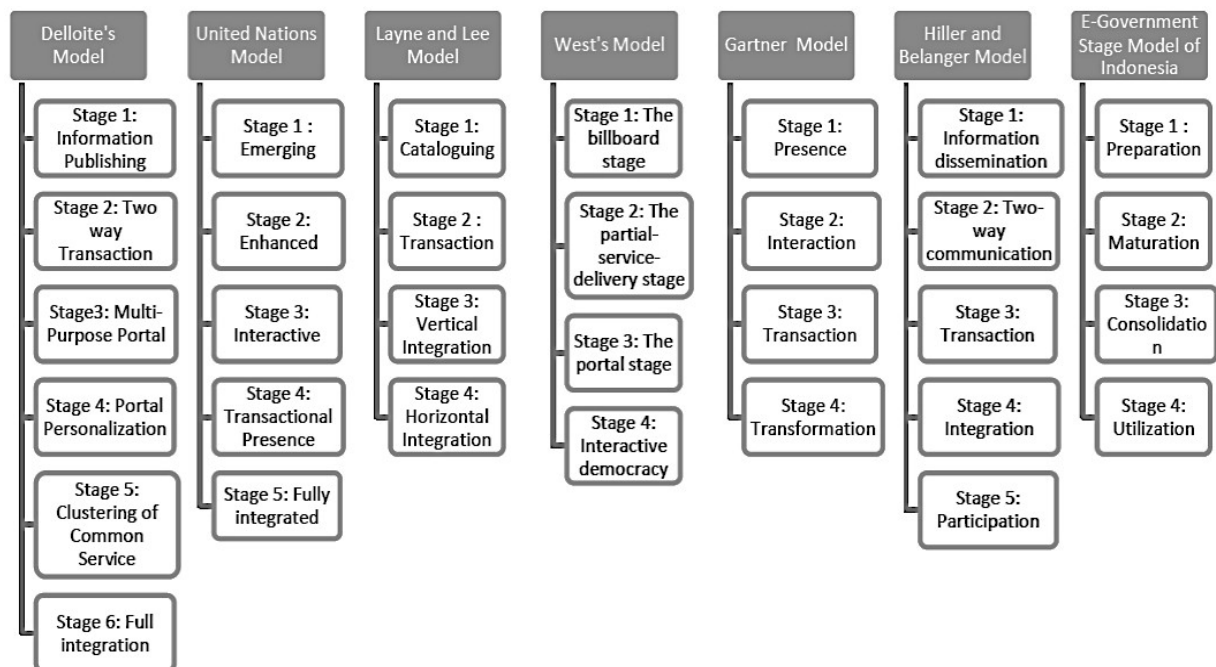 Delloite's
Model
Stage 1:
Information
Publishing
Stage 2: Two
way
Transaction
Stage3: Multi-
Purpose Portal
Stage 4: Portal
Personalization
Stage 5:
Clustering of
Common
Service
Stage 6: Full
integration
United Nations
Model
Stage 1 :
Emerging
Stage 2:
Enhanced
Stage 3:
Interactive
Stage 4:
Transactional
Presence
Stage 5: Fully
integrated
Layne and Lee
Model
Stage 1:
Cataloguing
Stage 2 :
Transaction
Stage 3:
Vertical
Integration
Stage 4:
Horizontal
Integration
West's Model
Stage 1: The
billboard
stage
Stage 2: The
partial-
service-
delivery stage
Stage 3: The
portal stage
Stage 4:
Interactive
democracy
Gartner Model
Stage 1:
Presence
Stage 2:
Interaction
Stage 3:
Transaction
Stage 4:
Transformation
Hiller and
Belanger Model
Stage 1:
Information
dissemination
Stage 2: Two-
way
communication
Stage 3:
Transaction
Stage 4:
Integration
Stage 5:
Participation
E-Government
Stage Model of
Indonesia
Stage 1 :
Preparation
Stage 2:
Maturation
Stage 3:
Consolidatio
n
Stage 4:
Utilization